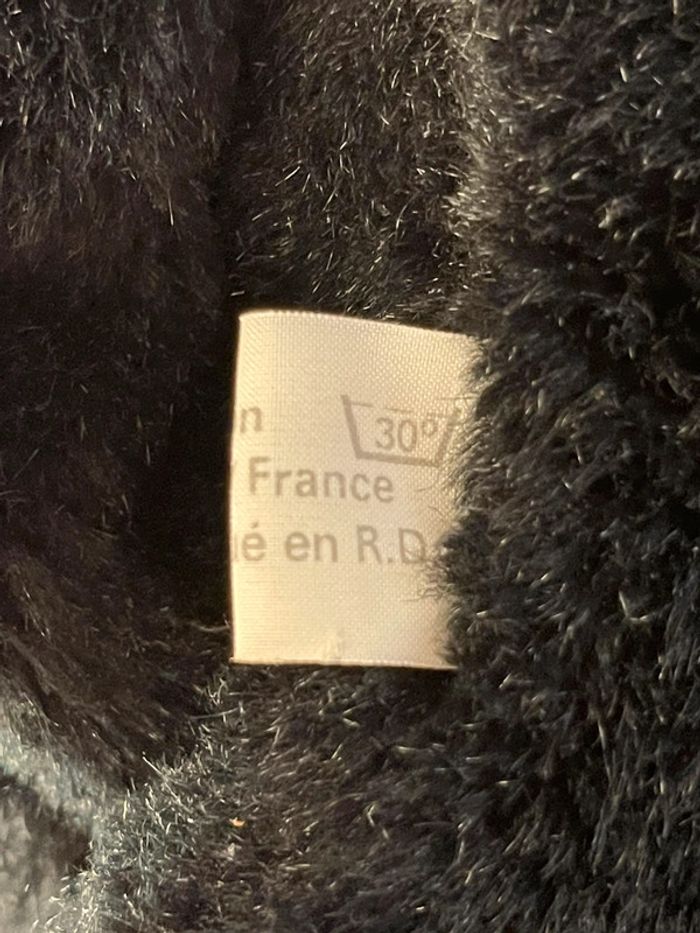 n 30°
France
é en R.D.